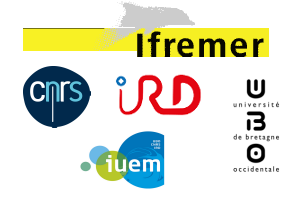 Ifremer
cnrs
iRD
U
université
B
de bretagne
O
occidentale
iuem